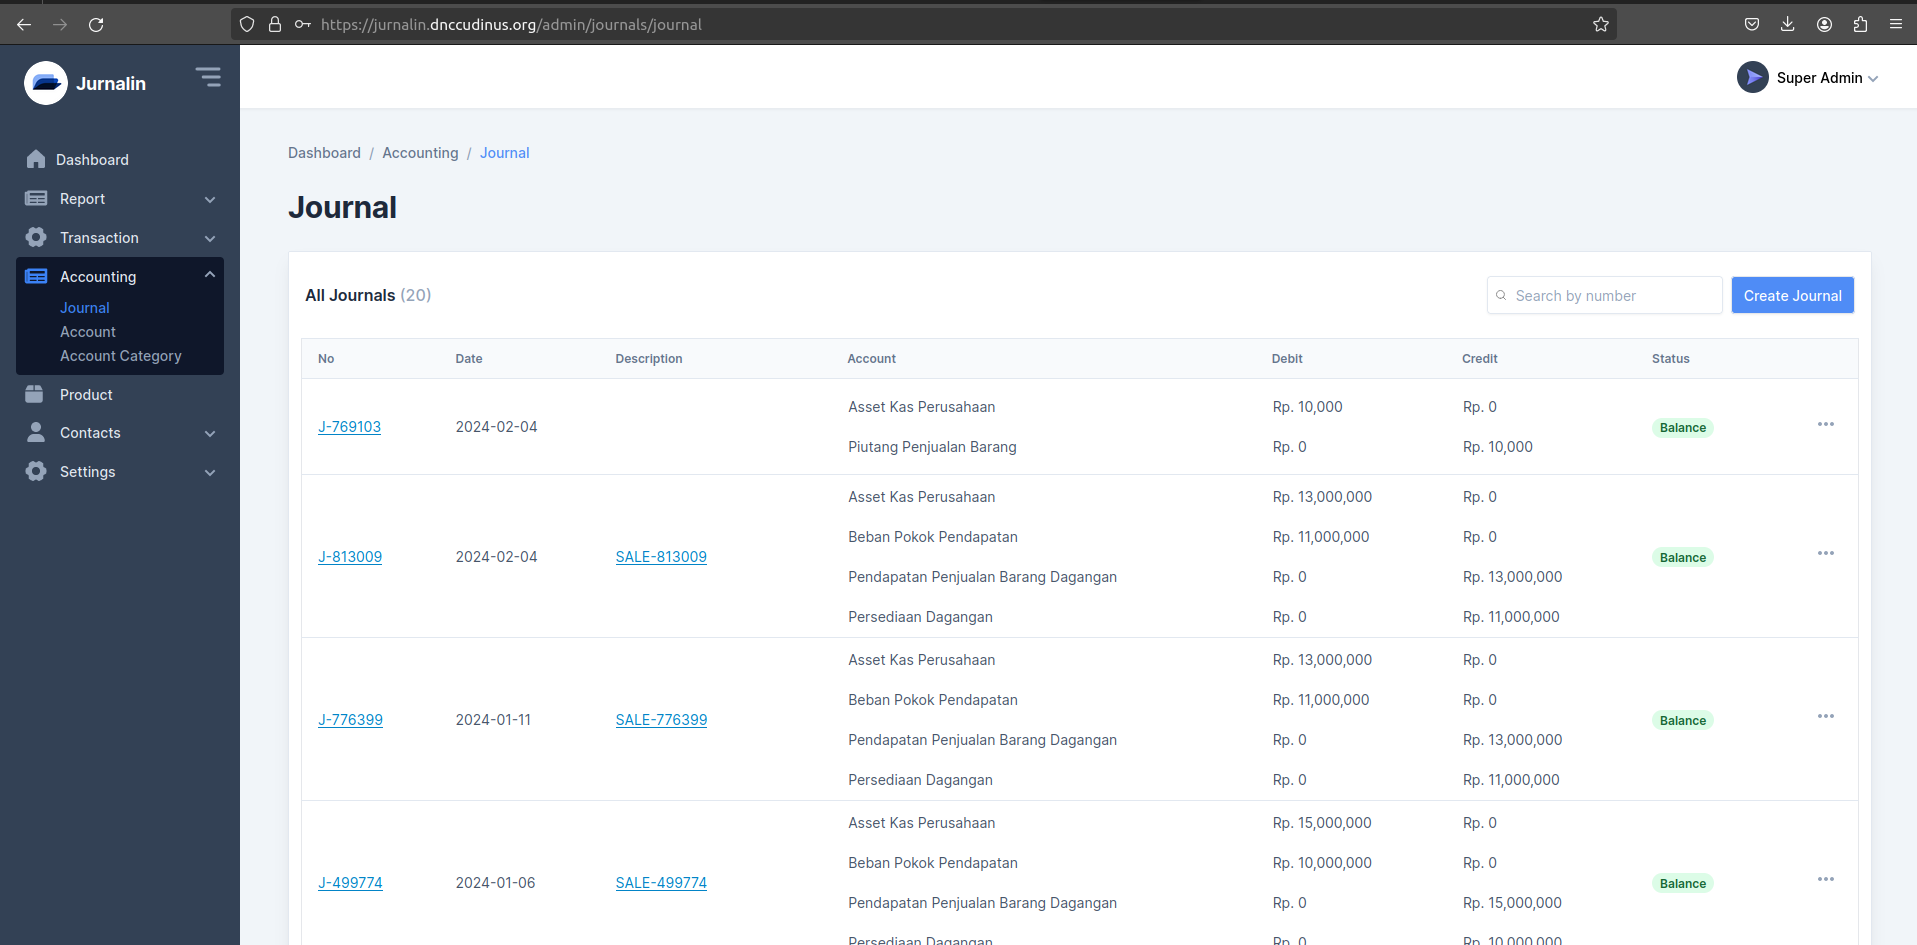 https://jurnalin.dnccudinus.org/admin/journals/journal
Jurnalin
Super Admin
Dashboard
Report
Transaction
Accounting
Journal
Account
Account Category
Product
Contacts
Settings
Dashboard / Accounting / Journal
Journal
All Journals (20)
Search by number
Create Journal
No Date Description Account Debit Credit Status
Asset Kas Perusahaan Rp. 10,000 Rp. 0
J-769103 2024-02-04 Balance
Piutang Penjualan Barang Rp. 0 Rp. 10,000
Asset Kas Perusahaan Rp. 13,000,000 Rp. 0
Beban Pokok Pendapatan Rp. 11,000,000 Rp. 0
J-813009 2024-02-04 SALE-813009 Balance
Pendapatan Penjualan Barang Dagangan Rp. 0 Rp. 13,000,000
Persediaan Dagangan Rp. 0 Rp. 11,000,000
Asset Kas Perusahaan Rp. 13,000,000 Rp. 0
Beban Pokok Pendapatan Rp. 11,000,000 Rp. 0
J-776399 2024-01-11 SALE-776399 Balance
Pendapatan Penjualan Barang Dagangan Rp. 0 Rp. 13,000,000
Persediaan Dagangan Rp. 0 Rp. 11,000,000
Asset Kas Perusahaan Rp. 15,000,000 Rp. 0
Beban Pokok Pendapatan Rp. 10,000,000 Rp. 0
J-499774 2024-01-06 SALE-499774 Balance
Pendapatan Penjualan Barang Dagangan Rp. 0 Rp. 15,000,000
Persediaan Dagangan Rp. 0 Rp. 10,000,000